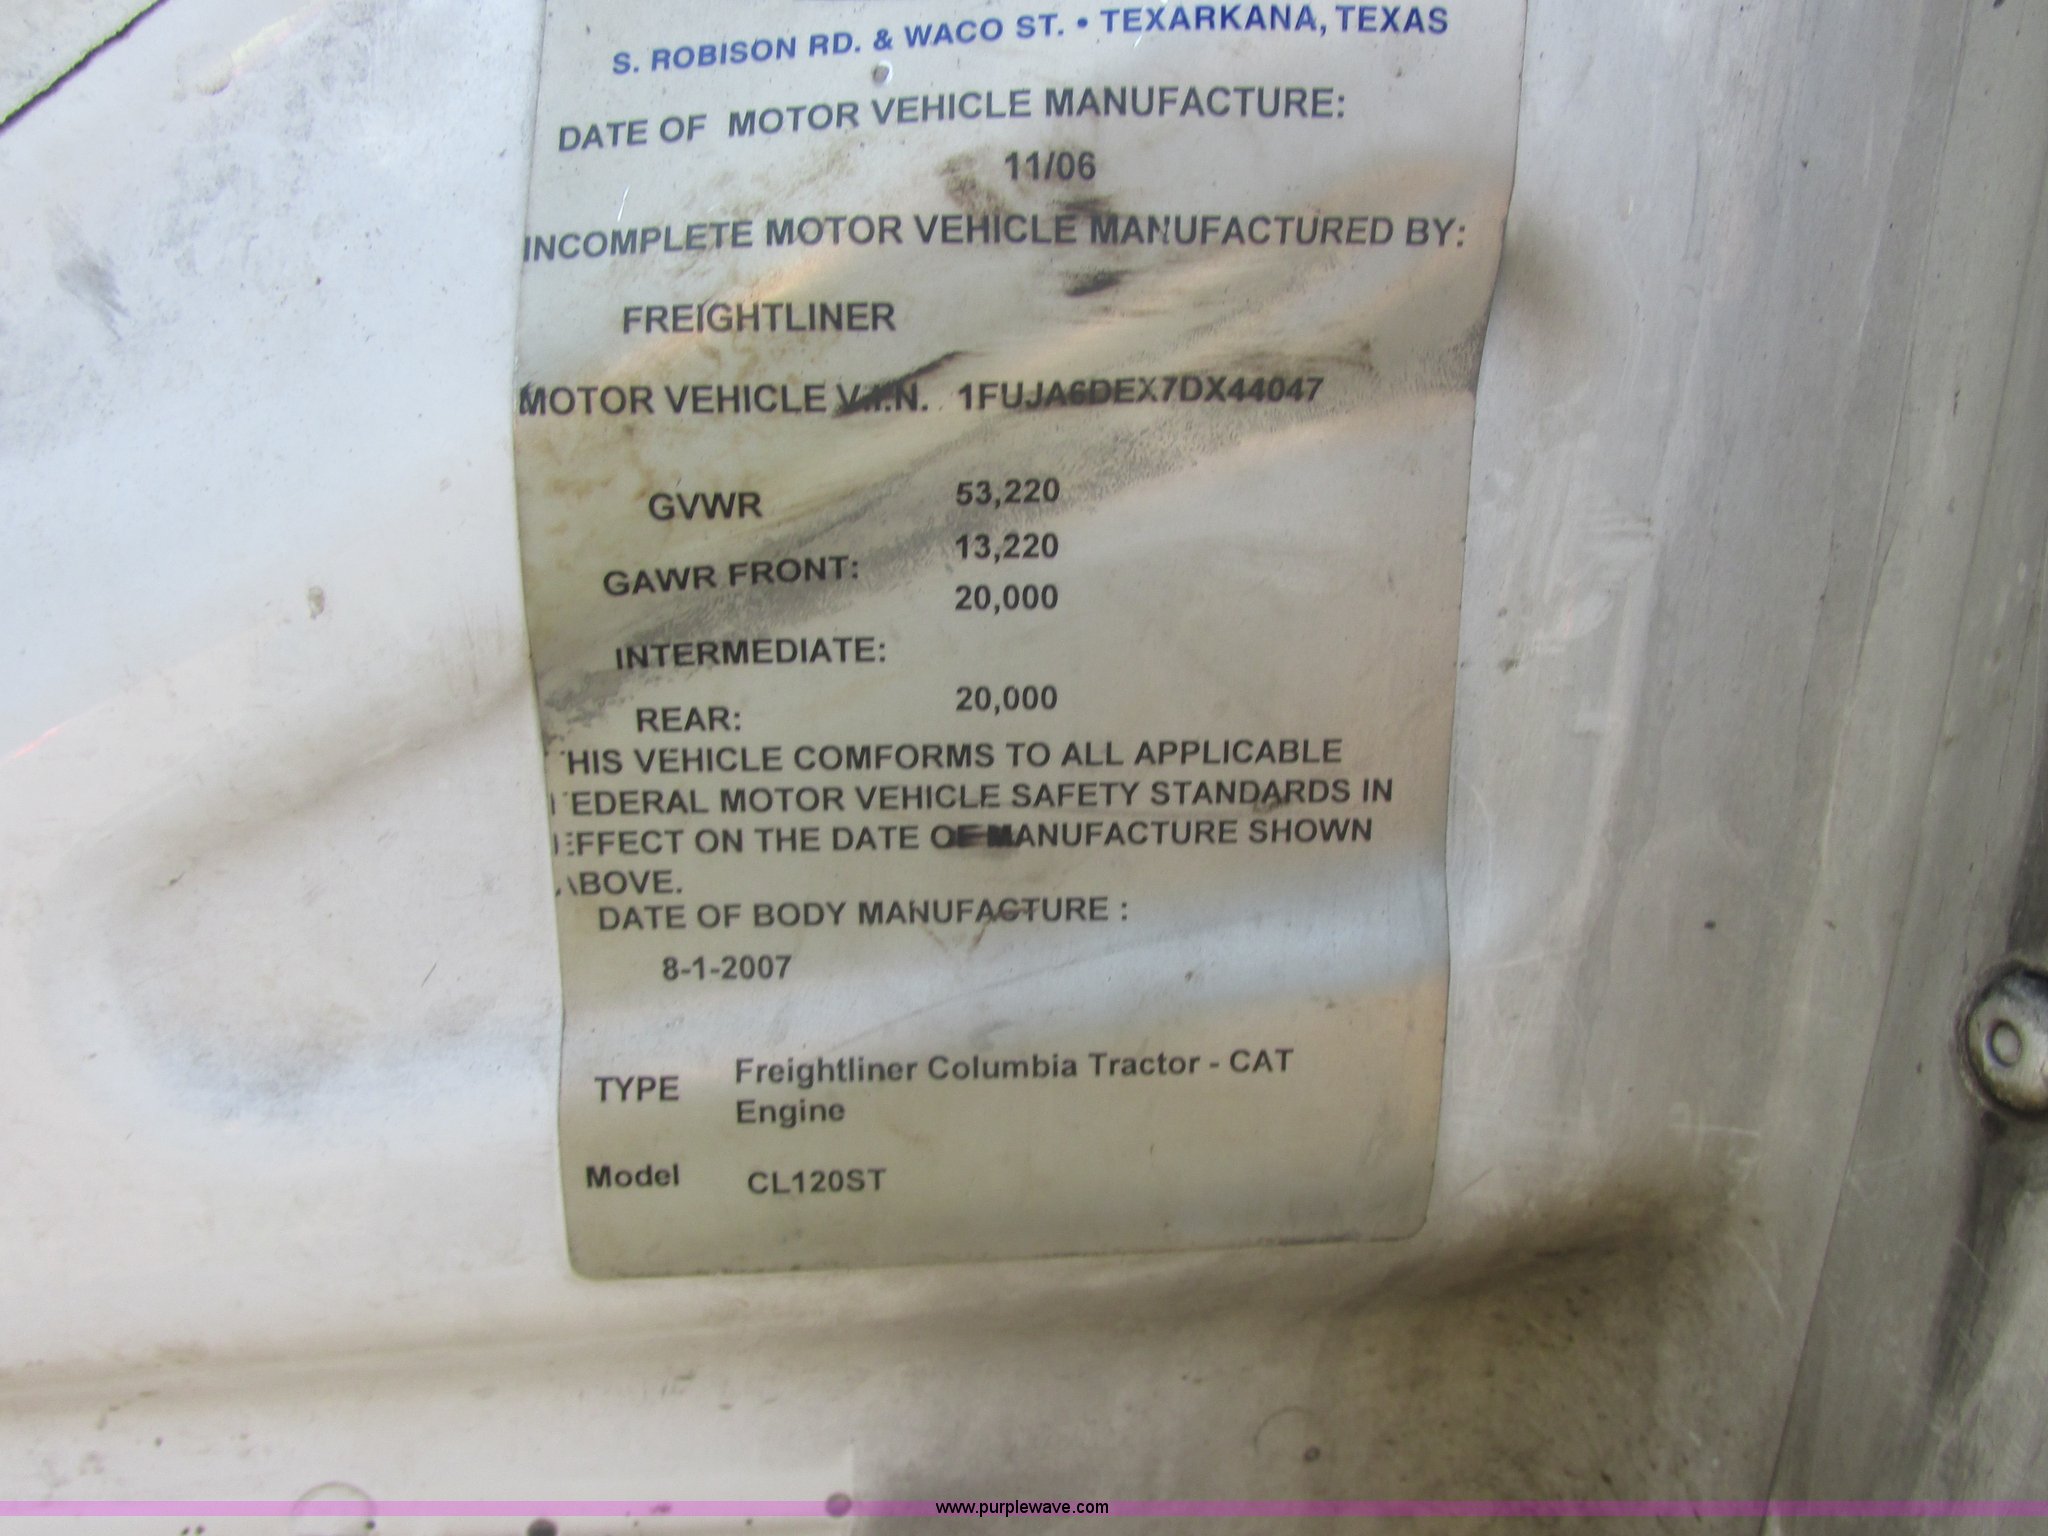 S. ROBISON RD. & WACO ST. • TEXARKANA, TEXAS
DATE OF MOTOR VEHICLE MANUFACTURE:
11/06
INCOMPLETE MOTOR VEHICLE MANUFACTURED BY:
FREIGHTLINER
MOTOR VEHICLE V.I.N. 1FUJA6DEX7DX44047
GVWR 53,220
GAWR FRONT: 13,220
20,000
INTERMEDIATE:
20,000
REAR:
THIS VEHICLE COMFORMS TO ALL APPLICABLE
FEDERAL MOTOR VEHICLE SAFETY STANDARDS IN
EFFECT ON THE DATE OF MANUFACTURE SHOWN
ABOVE.
DATE OF BODY MANUFACTURE :
8-1-2007
TYPE Freightliner Columbia Tractor - CAT
Engine
Model CL120ST
www.purplewave.com